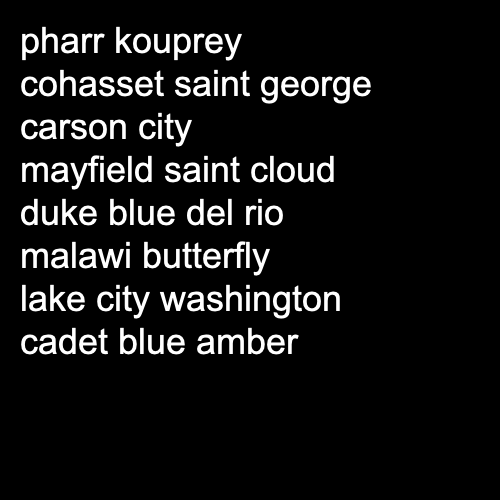 pharr kouprey
cohasset saint george
carson city
mayfield saint cloud
duke blue del rio
malawi butterfly
lake city washington
cadet blue amber